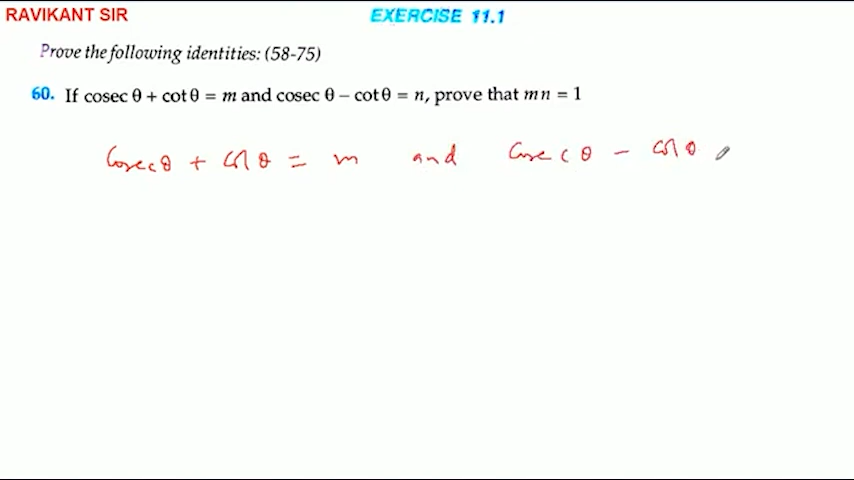 RAVIKANT SIR
EXERCISE 11.1
Prove the following identities: (58-75)
60. If cosec θ + cot θ = m and cosec θ – cot θ = n, prove that mn = 1
Cosec θ + cot θ = m and Cosec θ – cot θ